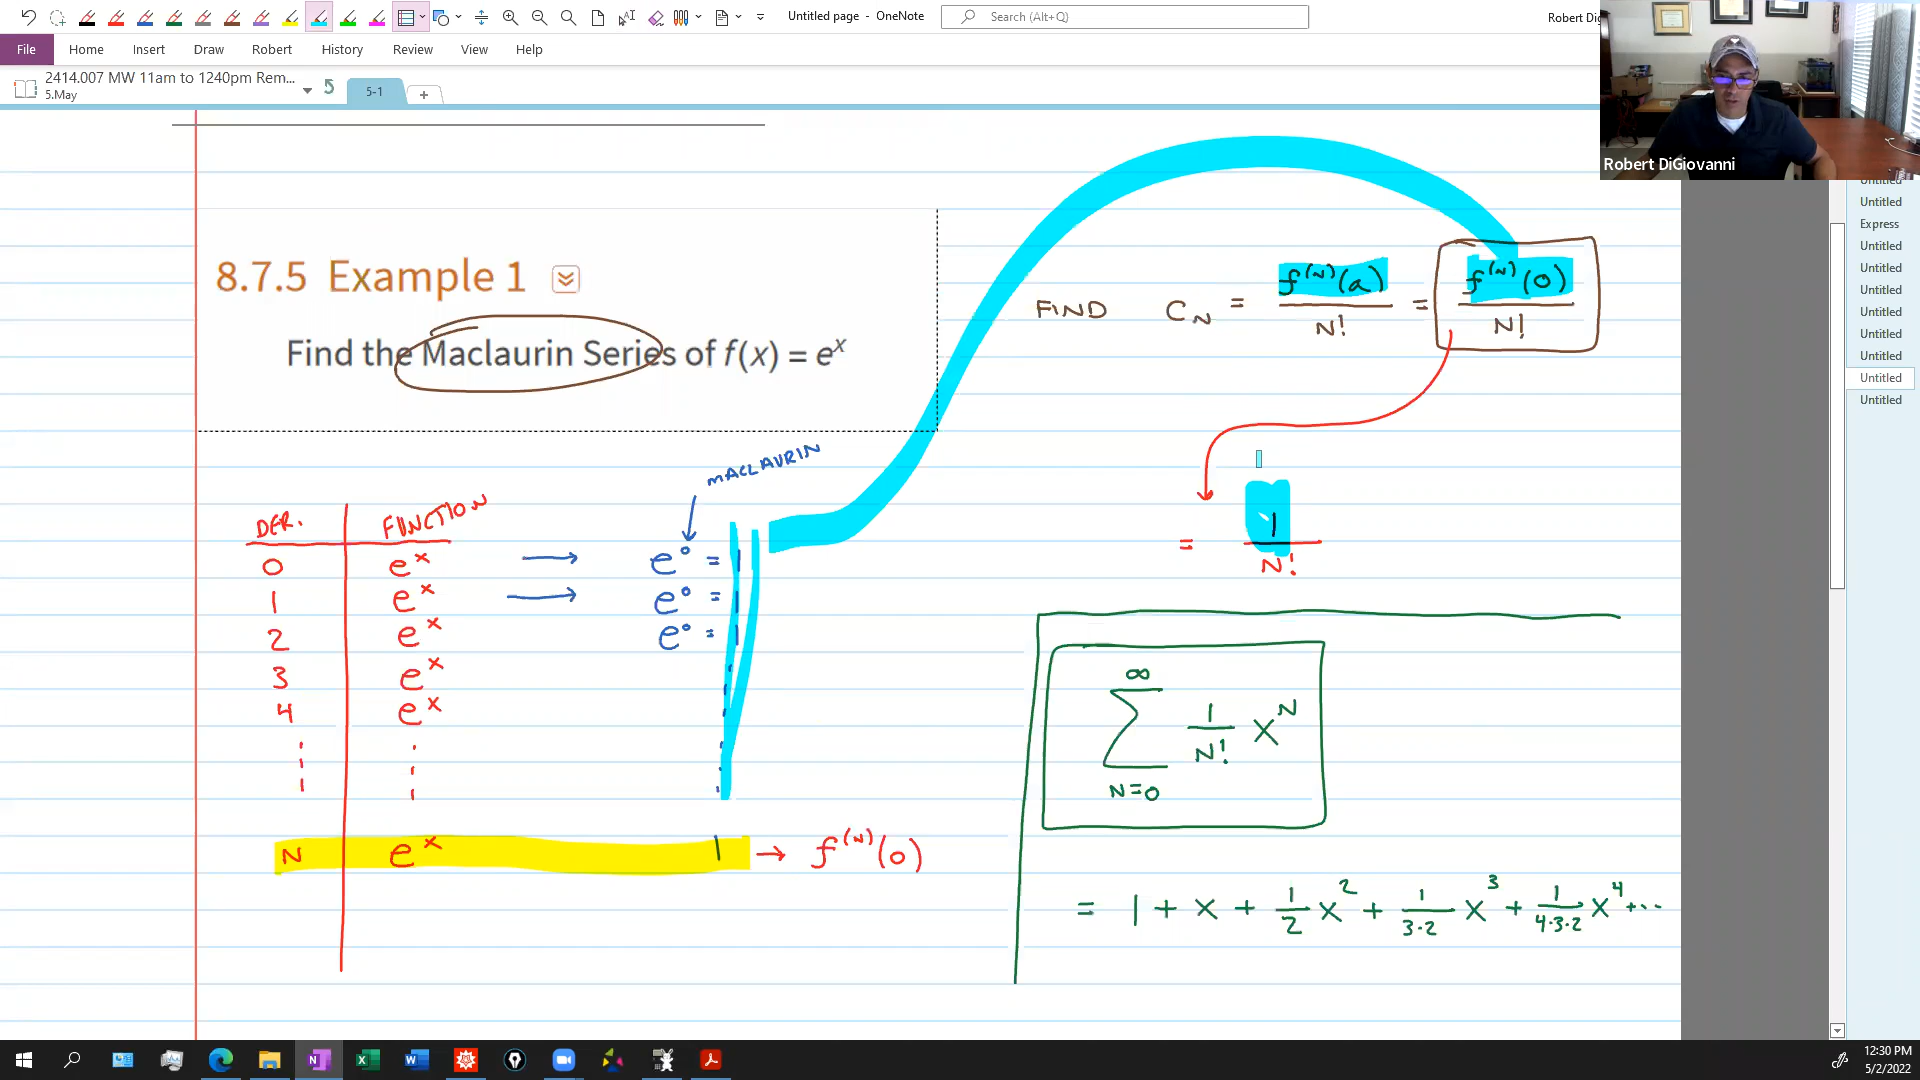 Untitled page - OneNote
Search (Alt+Q)
Robert Di
File Home Insert Draw Robert History Review View Help
2414.007 MW 11am to 1240pm Rem...
5.May
5-1
+
Robert DiGiovanni
Untitled
Untitled
Express
Untitled
Untitled
Untitled
Untitled
Untitled
Untitled
Untitled
Untitled
8.7.5 Example 1
Find the Maclaurin Series of f(x) = e^x
FIND C_N = f^(N)(a) / N! = f^(N)(0) / N!
= 1 / N!
MACLAURIN
DER. FUNCTION
0 e^x → e^0 = 1
1 e^x → e^0 = 1
2 e^x e^0 = 1
3 e^x
4 e^x
N e^x 1 → f^(N)(0)
∞
∑ 1/N! x^N
N=0
= 1 + x + 1/2 x^2 + 1/3·2 x^3 + 1/4·3·2 x^4 + ...
12:30 PM
5/2/2022